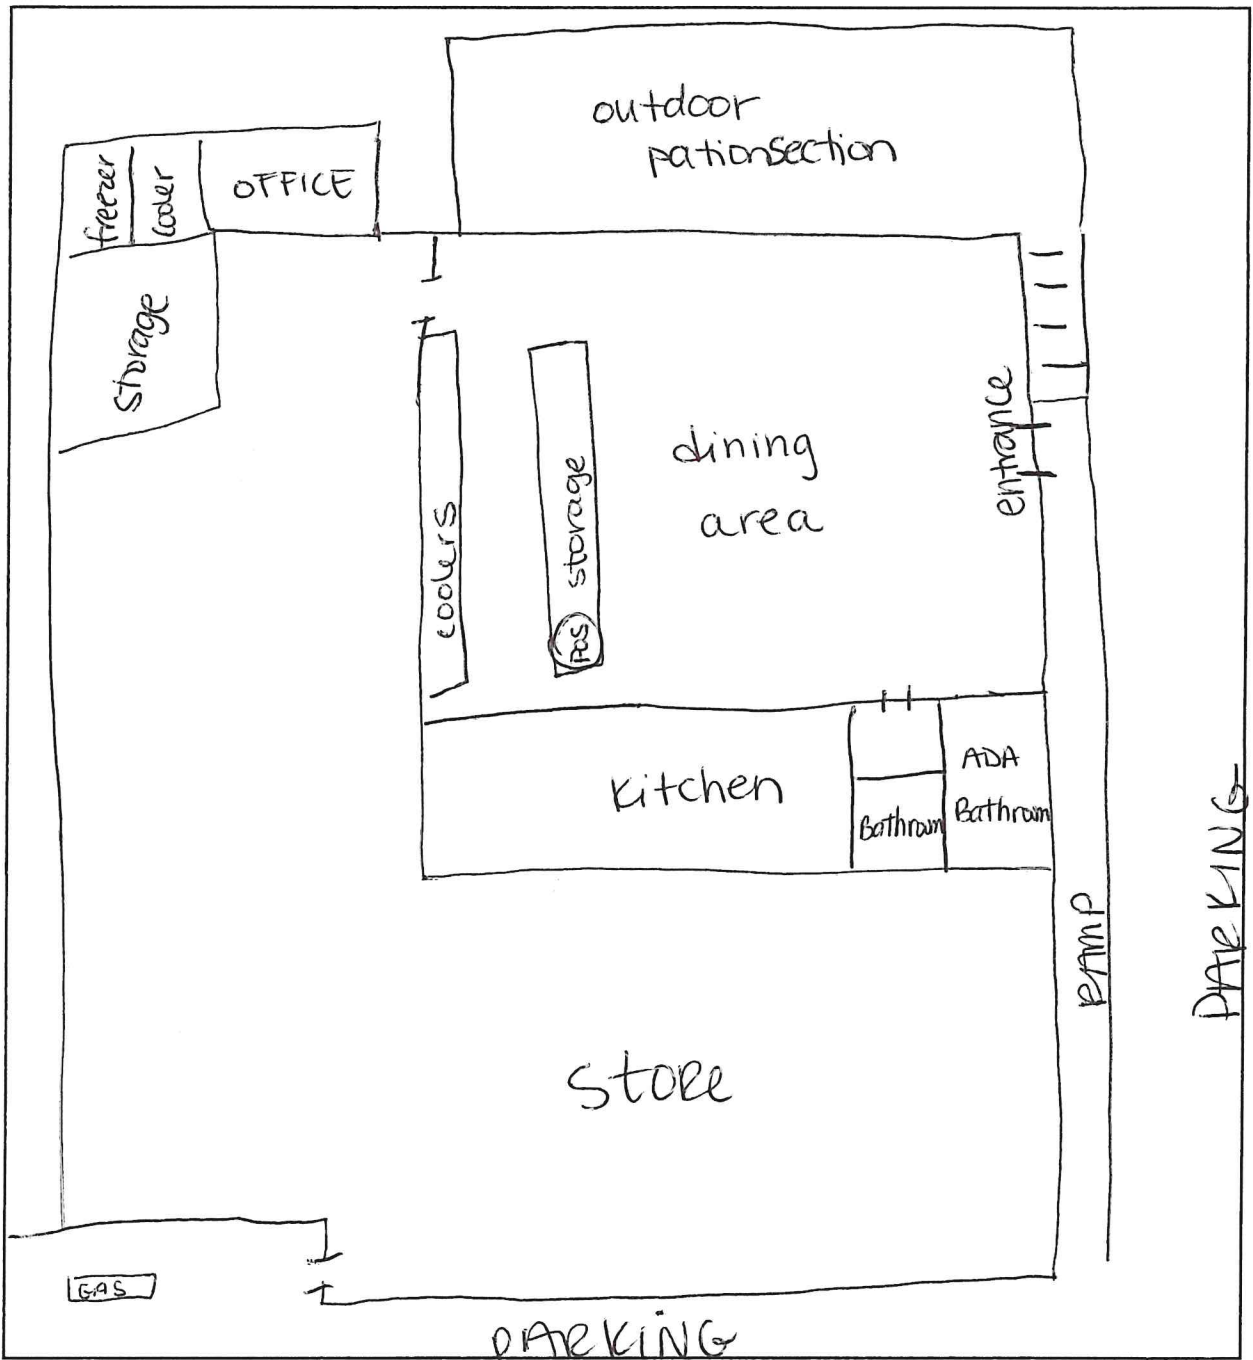 outdoor
pationsection
freezer
cooler
OFFICE
storage
entrance
dining
area
coolers
storage
POS
kitchen
ADA
Bathroom
Bathroom
RAMP
PARKING
STORE
GAS
PARKING